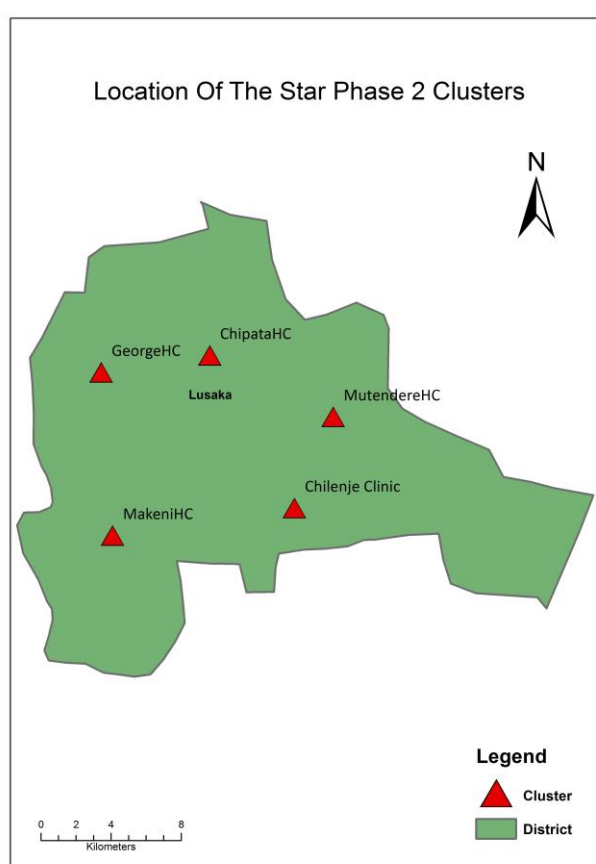 Location Of The Star Phase 2 Clusters
N
ChipataHC
GeorgeHC
Lusaka
MutendereHC
Chilenje Clinic
MakeniHC
Legend
Cluster
District
0 2 4 8
Kilometers